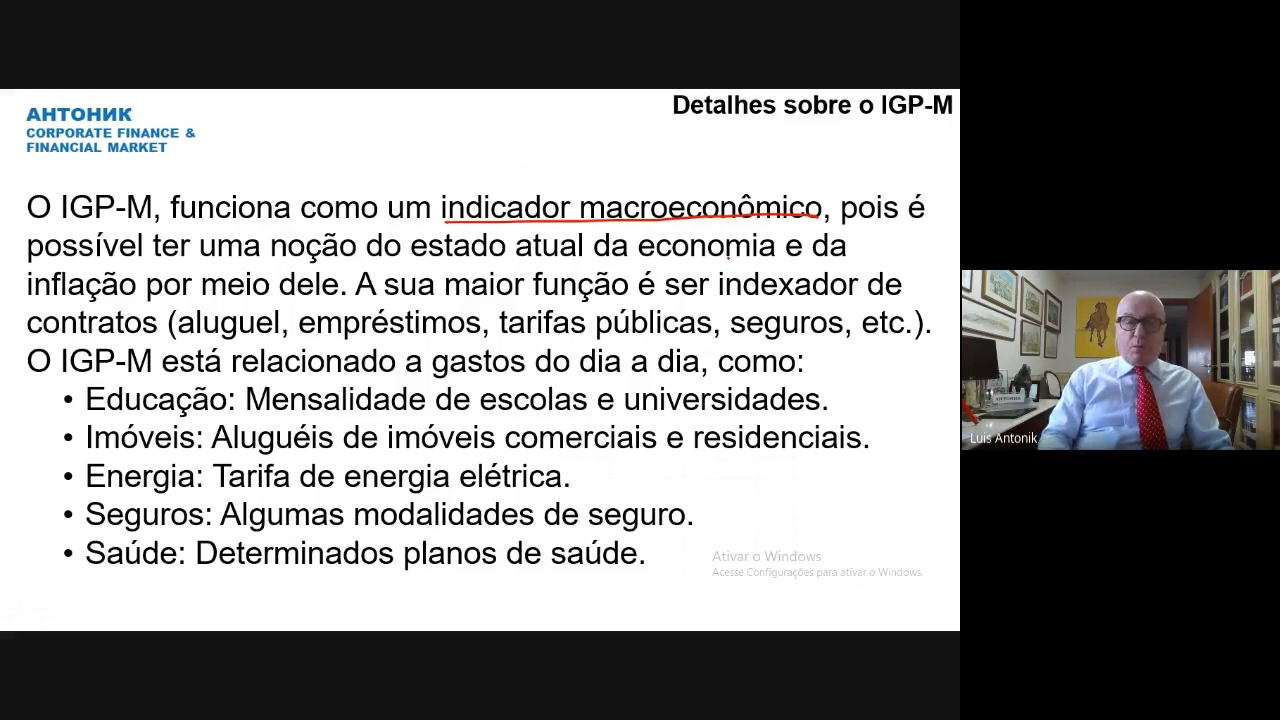 АНТОНИК
CORPORATE FINANCE &
FINANCIAL MARKET
Detalhes sobre o IGP-M
O IGP-M, funciona como um indicador macroeconômico, pois é
possível ter uma noção do estado atual da economia e da
inflação por meio dele. A sua maior função é ser indexador de
contratos (aluguel, empréstimos, tarifas públicas, seguros, etc.).
O IGP-M está relacionado a gastos do dia a dia, como:
• Educação: Mensalidade de escolas e universidades.
• Imóveis: Aluguéis de imóveis comerciais e residenciais.
• Energia: Tarifa de energia elétrica.
• Seguros: Algumas modalidades de seguro.
• Saúde: Determinados planos de saúde.
Ativar o Windows
Acesse Configurações para ativar o Windows.
ANTONIK
Luis Antonik